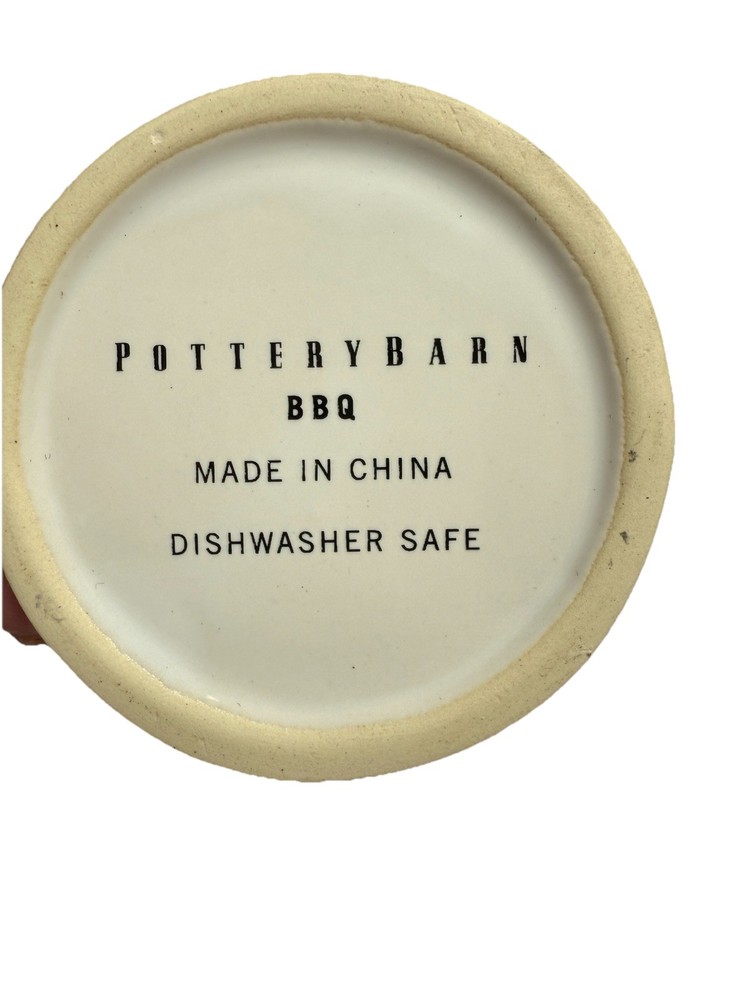 POTTERYBARN
BBQ
MADE IN CHINA
DISHWASHER SAFE